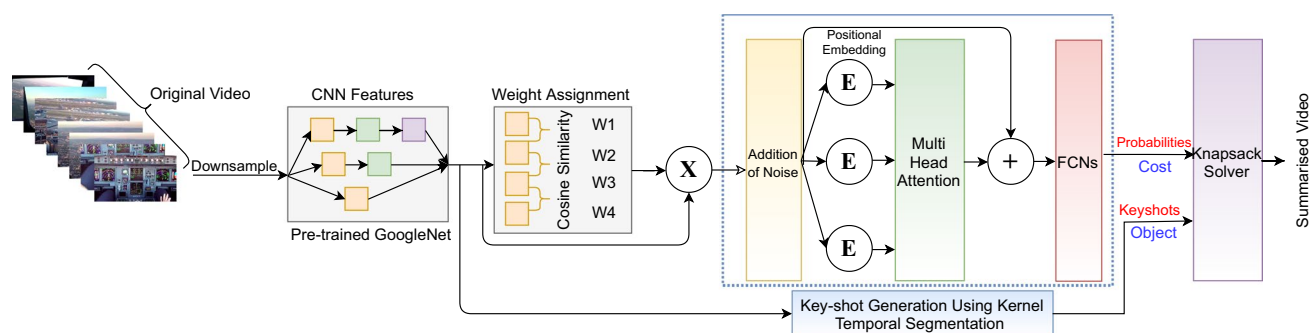 Original Video
Downsample
CNN Features
Pre-trained GoogleNet
Weight Assignment
Cosine Similarity
W1
W2
W3
W4
X
Addition
of Noise
Positional
Embedding
E
E
E
Multi
Head
Attention
+
FCNs
Probabilities
Cost
Keyshots
Object
Key-shot Generation Using Kernel
Temporal Segmentation
Knapsack
Solver
Summarised Video